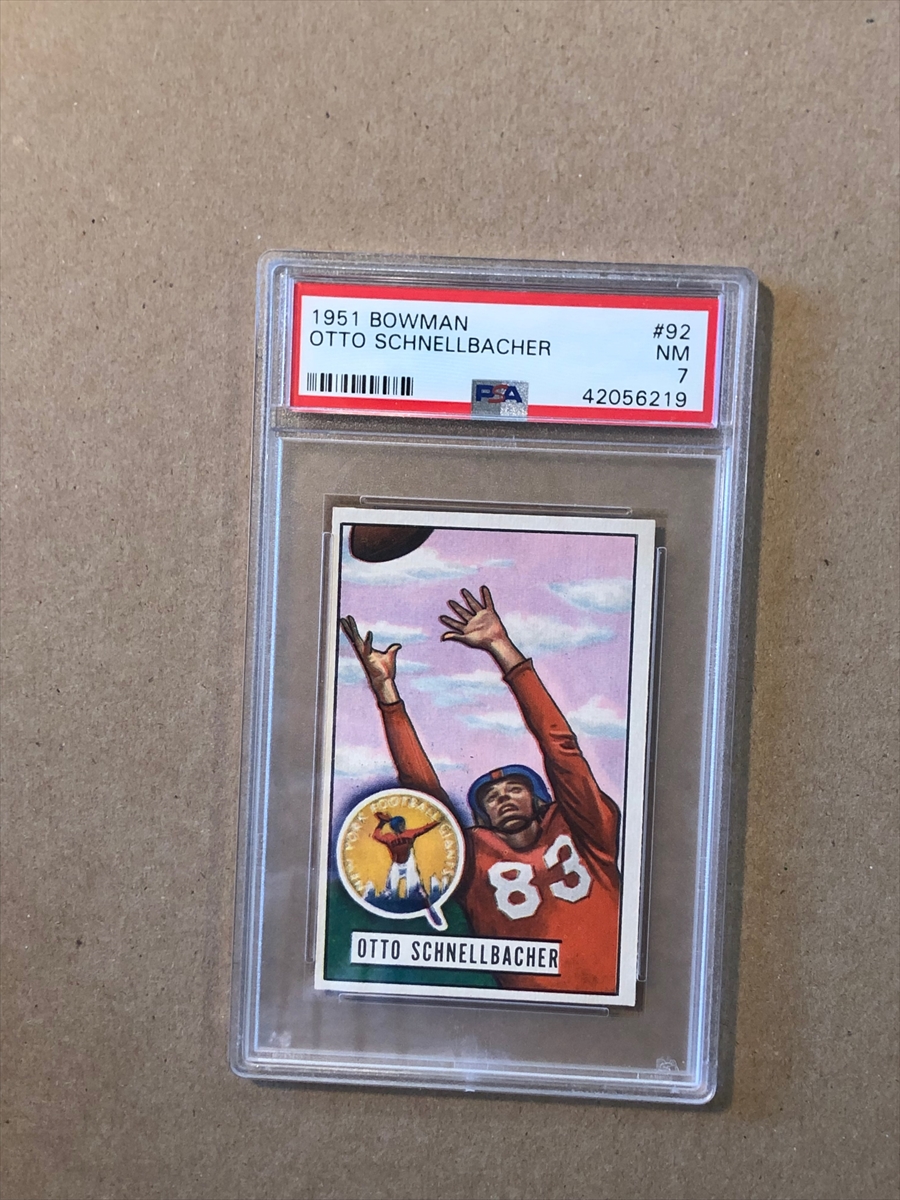 1951 BOWMAN
OTTO SCHNELLBACHER
#92
NM
7
PSA
42056219
NEW YORK FOOTBALL GIANTS
83
OTTO SCHNELLBACHER